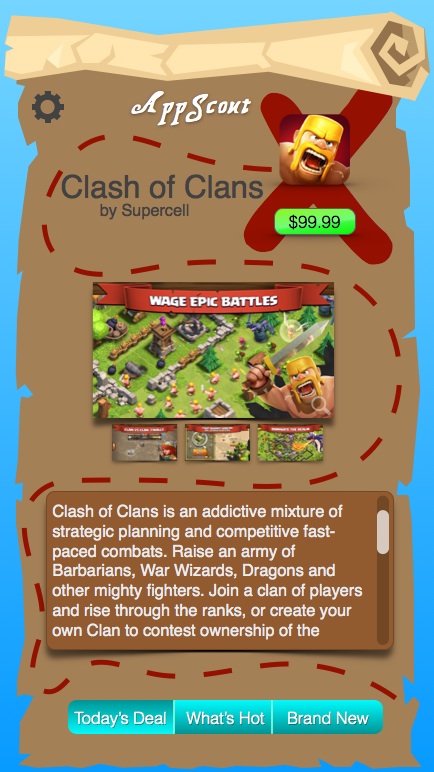 AppScout
Clash of Clans
by Supercell
$99.99
WAGE EPIC BATTLES
Clash of Clans is an addictive mixture of
strategic planning and competitive fast-
paced combats. Raise an army of
Barbarians, War Wizards, Dragons and
other mighty fighters. Join a clan of players
and rise through the ranks, or create your
own Clan to contest ownership of the
Today's Deal
What's Hot
Brand New